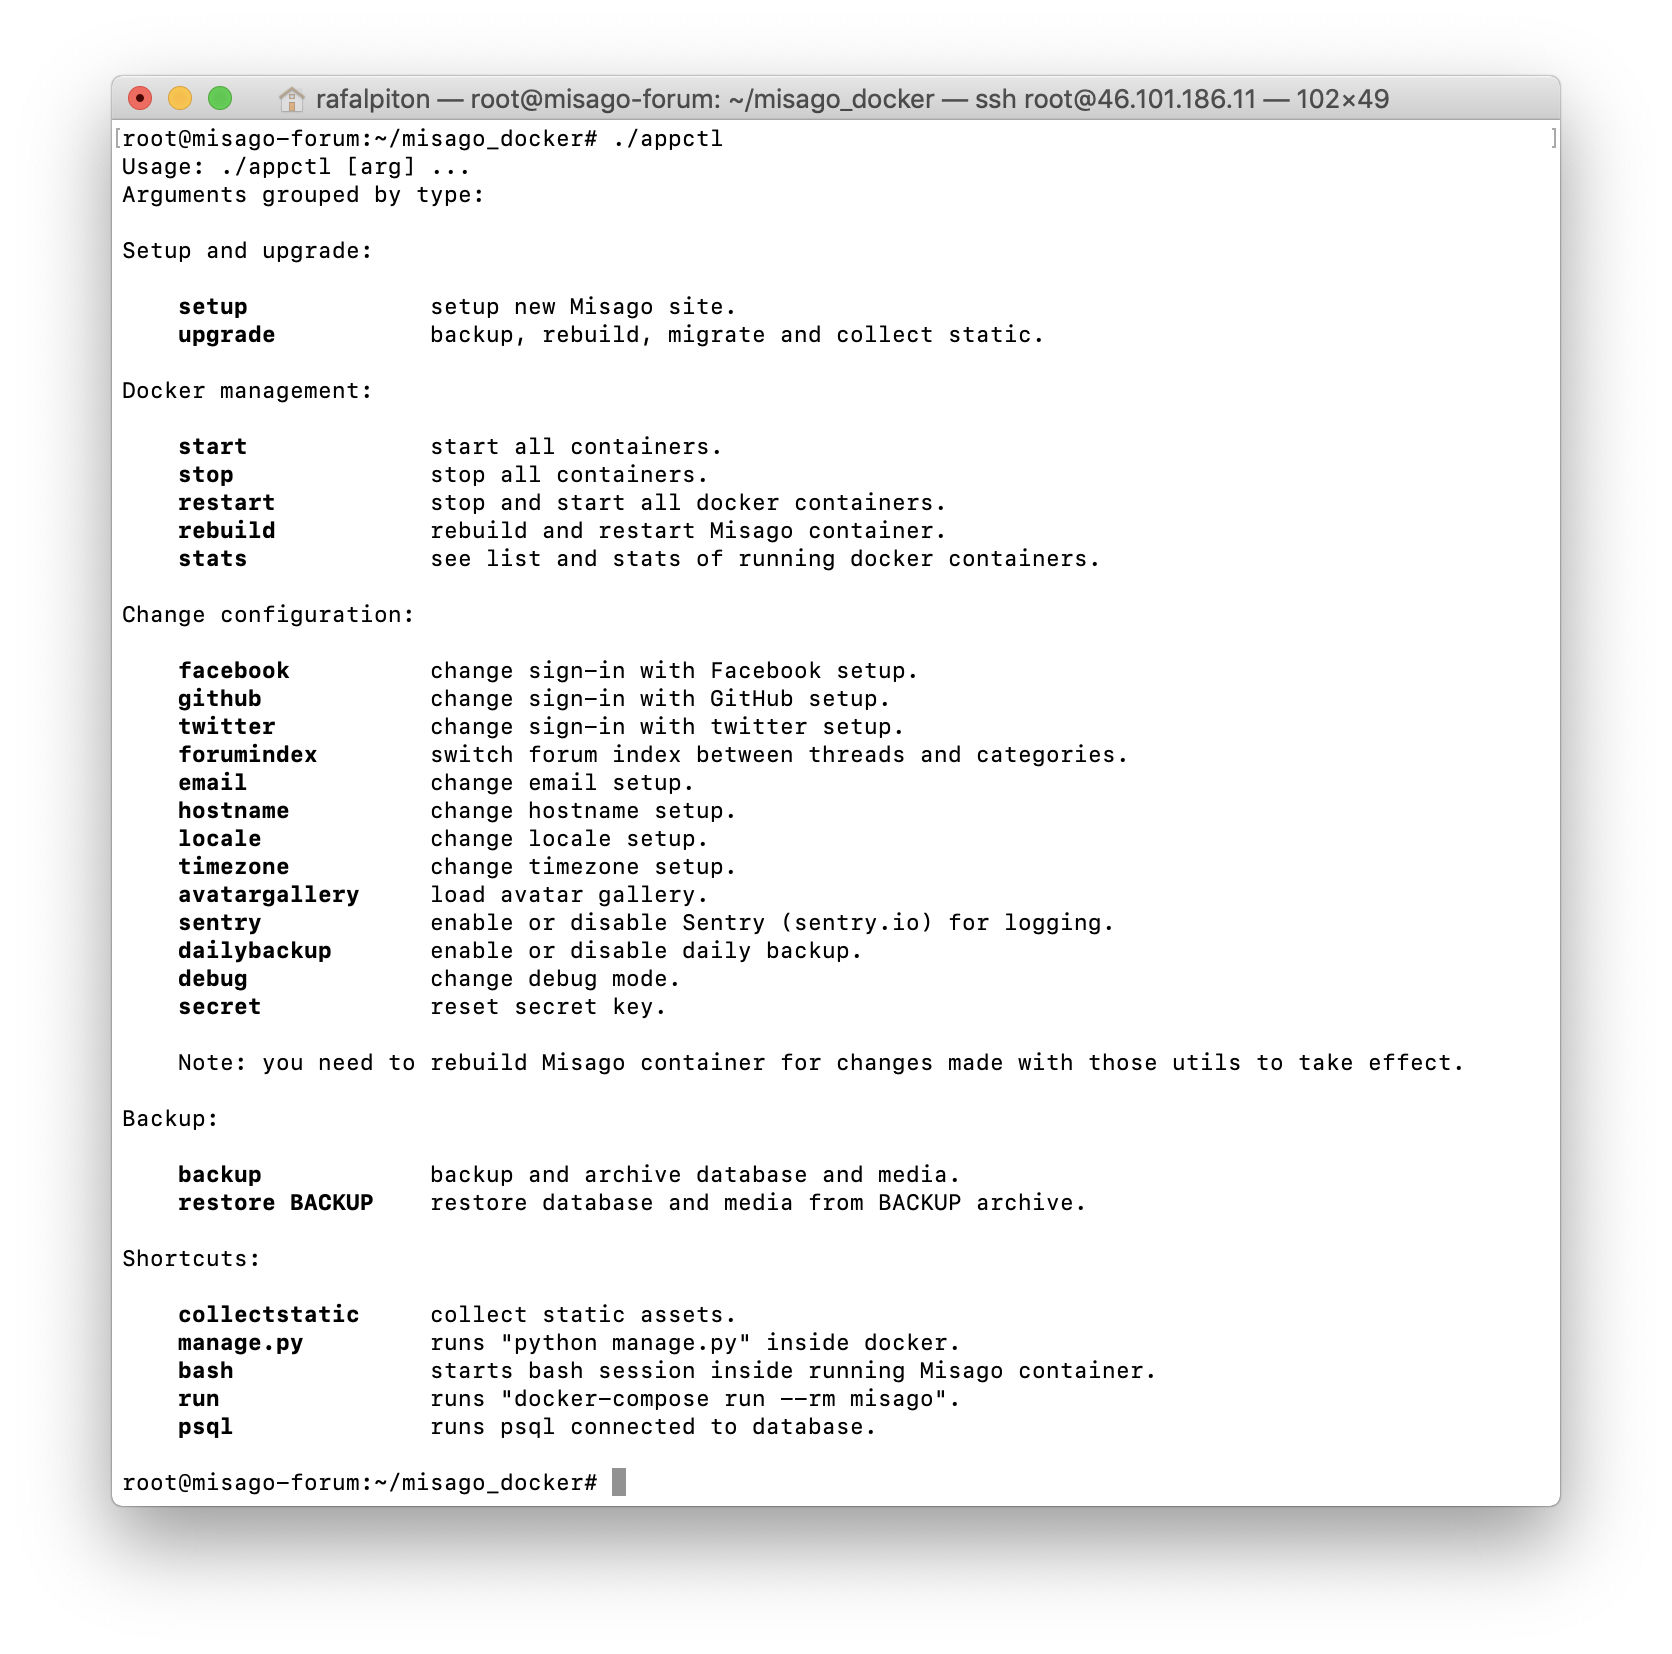 rafalpiton — root@misago-forum: ~/misago_docker — ssh root@46.101.186.11 — 102×49
[root@misago-forum:~/misago_docker# ./appctl ]
Usage: ./appctl [arg] ...
Arguments grouped by type:
Setup and upgrade:
setup setup new Misago site.
upgrade backup, rebuild, migrate and collect static.
Docker management:
start start all containers.
stop stop all containers.
restart stop and start all docker containers.
rebuild rebuild and restart Misago container.
stats see list and stats of running docker containers.
Change configuration:
facebook change sign-in with Facebook setup.
github change sign-in with GitHub setup.
twitter change sign-in with twitter setup.
forumindex switch forum index between threads and categories.
email change email setup.
hostname change hostname setup.
locale change locale setup.
timezone change timezone setup.
avatargallery load avatar gallery.
sentry enable or disable Sentry (sentry.io) for logging.
dailybackup enable or disable daily backup.
debug change debug mode.
secret reset secret key.
Note: you need to rebuild Misago container for changes made with those utils to take effect.
Backup:
backup backup and archive database and media.
restore BACKUP restore database and media from BACKUP archive.
Shortcuts:
collectstatic collect static assets.
manage.py runs "python manage.py" inside docker.
bash starts bash session inside running Misago container.
run runs "docker-compose run --rm misago".
psql runs psql connected to database.
root@misago-forum:~/misago_docker#